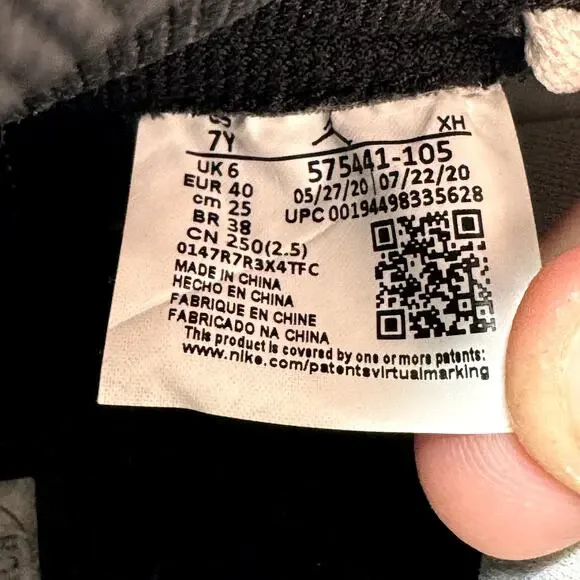 7Y
XH
UK 6
575441-105
EUR 40
05/27/20 07/22/20
cm 25
UPC 00194498335628
BR 38
CN 250(2.5)
0147R7R3X4TFC
MADE IN CHINA
HECHO EN CHINA
FABRIQUE EN CHINE
FABRICADO NA CHINA
This product is covered by one or more patents:
www.nike.com/patentsvirtualmarking